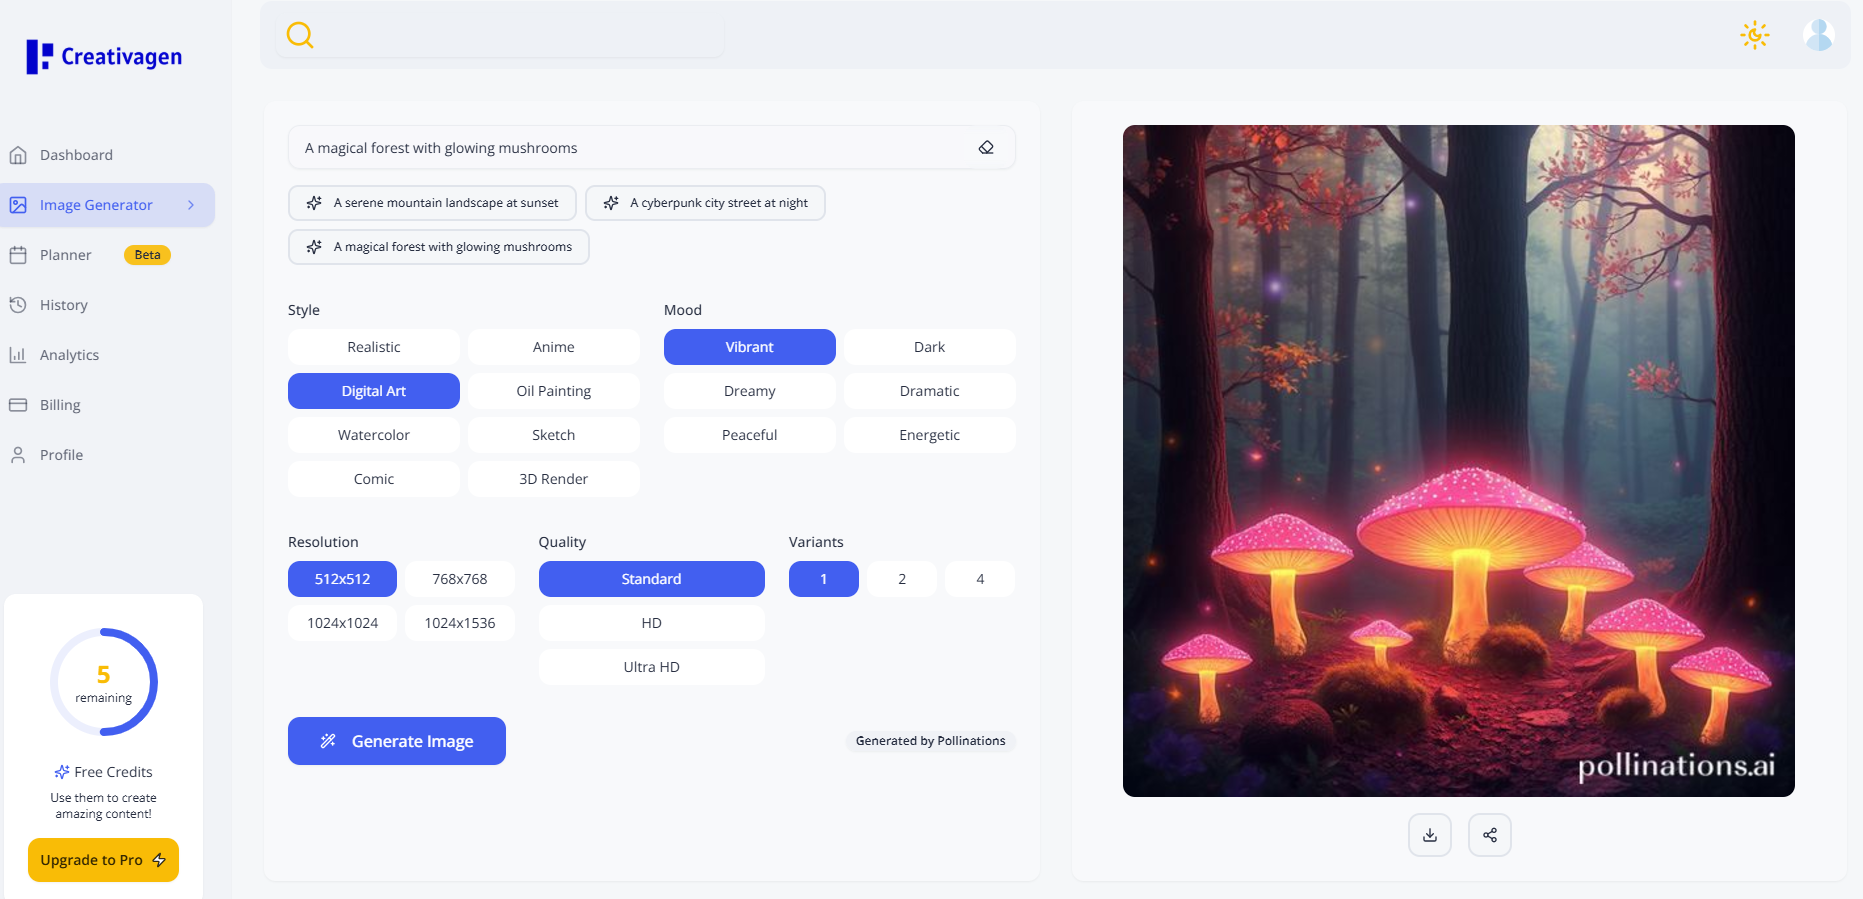 Creativagen
Dashboard
Image Generator
Planner Beta
History
Analytics
Billing
Profile
5
remaining
Free Credits
Use them to create
amazing content!
Upgrade to Pro
A magical forest with glowing mushrooms
A serene mountain landscape at sunset
A cyberpunk city street at night
A magical forest with glowing mushrooms
Style
Realistic
Anime
Digital Art
Oil Painting
Watercolor
Sketch
Comic
3D Render
Mood
Vibrant
Dark
Dreamy
Dramatic
Peaceful
Energetic
Resolution
512x512
768x768
1024x1024
1024x1536
Quality
Standard
HD
Ultra HD
Variants
1
2
4
Generate Image
Generated by Pollinations
pollinations.ai